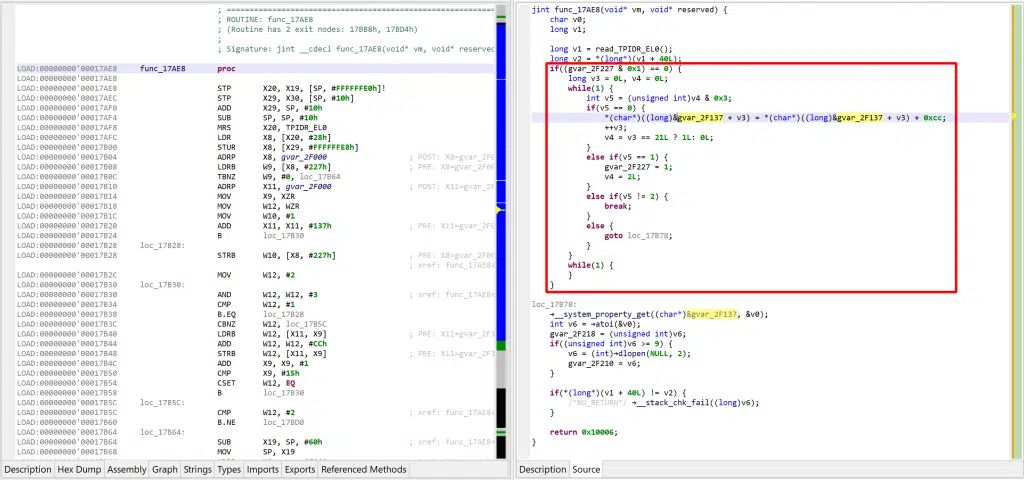 ; ROUTINE: func_17AE8
; (Routine has 2 exit nodes: 17BB8h, 17BD4h)
;
; Signature: jint __cdecl func_17AE8(void* vm, void* reserved
LOAD:00000000'00017AE8 func_17AE8 proc
LOAD:00000000'00017AE8
LOAD:00000000'00017AE8 STP X20, X19, [SP, #FFFFFFE0h]!
LOAD:00000000'00017AEC STP X29, X30, [SP, #10h]
LOAD:00000000'00017AF0 ADD X29, SP, #10h
LOAD:00000000'00017AF4 SUB SP, SP, #10h
LOAD:00000000'00017AF8 MRS X20, TPIDR_EL0
LOAD:00000000'00017AFC LDR X8, [X20, #28h]
LOAD:00000000'00017B00 STUR X8, [X29, #FFFFFFE8h]
LOAD:00000000'00017B04 ADRP X8, gvar_2F000 ; POST: X8=gvar_2F
LOAD:00000000'00017B08 LDRB W9, [X8, #227h] ; PRE: X8=gvar_2F0
LOAD:00000000'00017B0C TBNZ W9, #0, loc_17B64
LOAD:00000000'00017B10 ADRP X11, gvar_2F000 ; POST: X11=gvar_2
LOAD:00000000'00017B14 MOV X9, XZR
LOAD:00000000'00017B18 MOV W12, WZR
LOAD:00000000'00017B1C MOV W10, #1
LOAD:00000000'00017B20 ADD X11, X11, #137h ; PRE: X11=gvar_2F
LOAD:00000000'00017B24 B loc_17B30
LOAD:00000000'00017B28 loc_17B28: ; PRE: X8=gvar_2F0
LOAD:00000000'00017B28 STRB W10, [X8, #227h] ; xref: func_17AE8
LOAD:00000000'00017B2C MOV W12, #2
LOAD:00000000'00017B30 loc_17B30:
LOAD:00000000'00017B30 AND W12, W12, #3 ; xref: func_17AE8
LOAD:00000000'00017B34 CMP W12, #1
LOAD:00000000'00017B38 B.EQ loc_17B28
LOAD:00000000'00017B3C CBNZ W12, loc_17B5C
LOAD:00000000'00017B40 LDRB W12, [X11, X9] ; PRE: X11=gvar_2F
LOAD:00000000'00017B44 ADD W12, W12, #CCh
LOAD:00000000'00017B48 STRB W12, [X11, X9] ; PRE: X11=gvar_2F
LOAD:00000000'00017B4C ADD X9, X9, #1
LOAD:00000000'00017B50 CMP X9, #15h
LOAD:00000000'00017B54 CSET W12, EQ
LOAD:00000000'00017B58 B loc_17B30
LOAD:00000000'00017B5C loc_17B5C:
LOAD:00000000'00017B5C CMP W12, #2 ; xref: func_17AE8
LOAD:00000000'00017B60 B.NE loc_17BD0
LOAD:00000000'00017B64 loc_17B64:
LOAD:00000000'00017B64 SUB X19, SP, #60h ; xref: func_17AE8
LOAD:00000000'00017B68 MOV SP, X19
Description Hex Dump Assembly Graph Strings Types Imports Exports Referenced Methods
jint func_17AE8(void* vm, void* reserved) {
char v0;
long v1;
long v1 = read_TPIDR_EL0();
long v2 = *(long*)(v1 + 40L);
if((gvar_2F227 & 0x1) == 0) {
long v3 = 0L, v4 = 0L;
while(1) {
int v5 = (unsigned int)v4 & 0x3;
if(v5 == 0) {
*(char*)((long)&gvar_2F137 + v3) = *(char*)((long)&gvar_2F137 + v3) + 0xcc;
++v3;
v4 = v3 == 21L ? 1L: 0L;
}
else if(v5 == 1) {
gvar_2F227 = 1;
v4 = 2L;
}
else if(v5 != 2) {
break;
}
else {
goto loc_17B78;
}
}
while(1) {
}
}
loc_17B78:
→__system_property_get((char*)&gvar_2F137, &v0);
int v6 = →atoi(&v0);
gvar_2F218 = (unsigned int)v6;
if((unsigned int)v6 >= 9) {
v6 = (int)→dlopen(NULL, 2);
gvar_2F210 = v6;
}
if(*(long*)(v1 + 40L) != v2) {
/*NO_RETURN*/ →__stack_chk_fail((long)v6);
}
return 0x10006;
}
Description Source